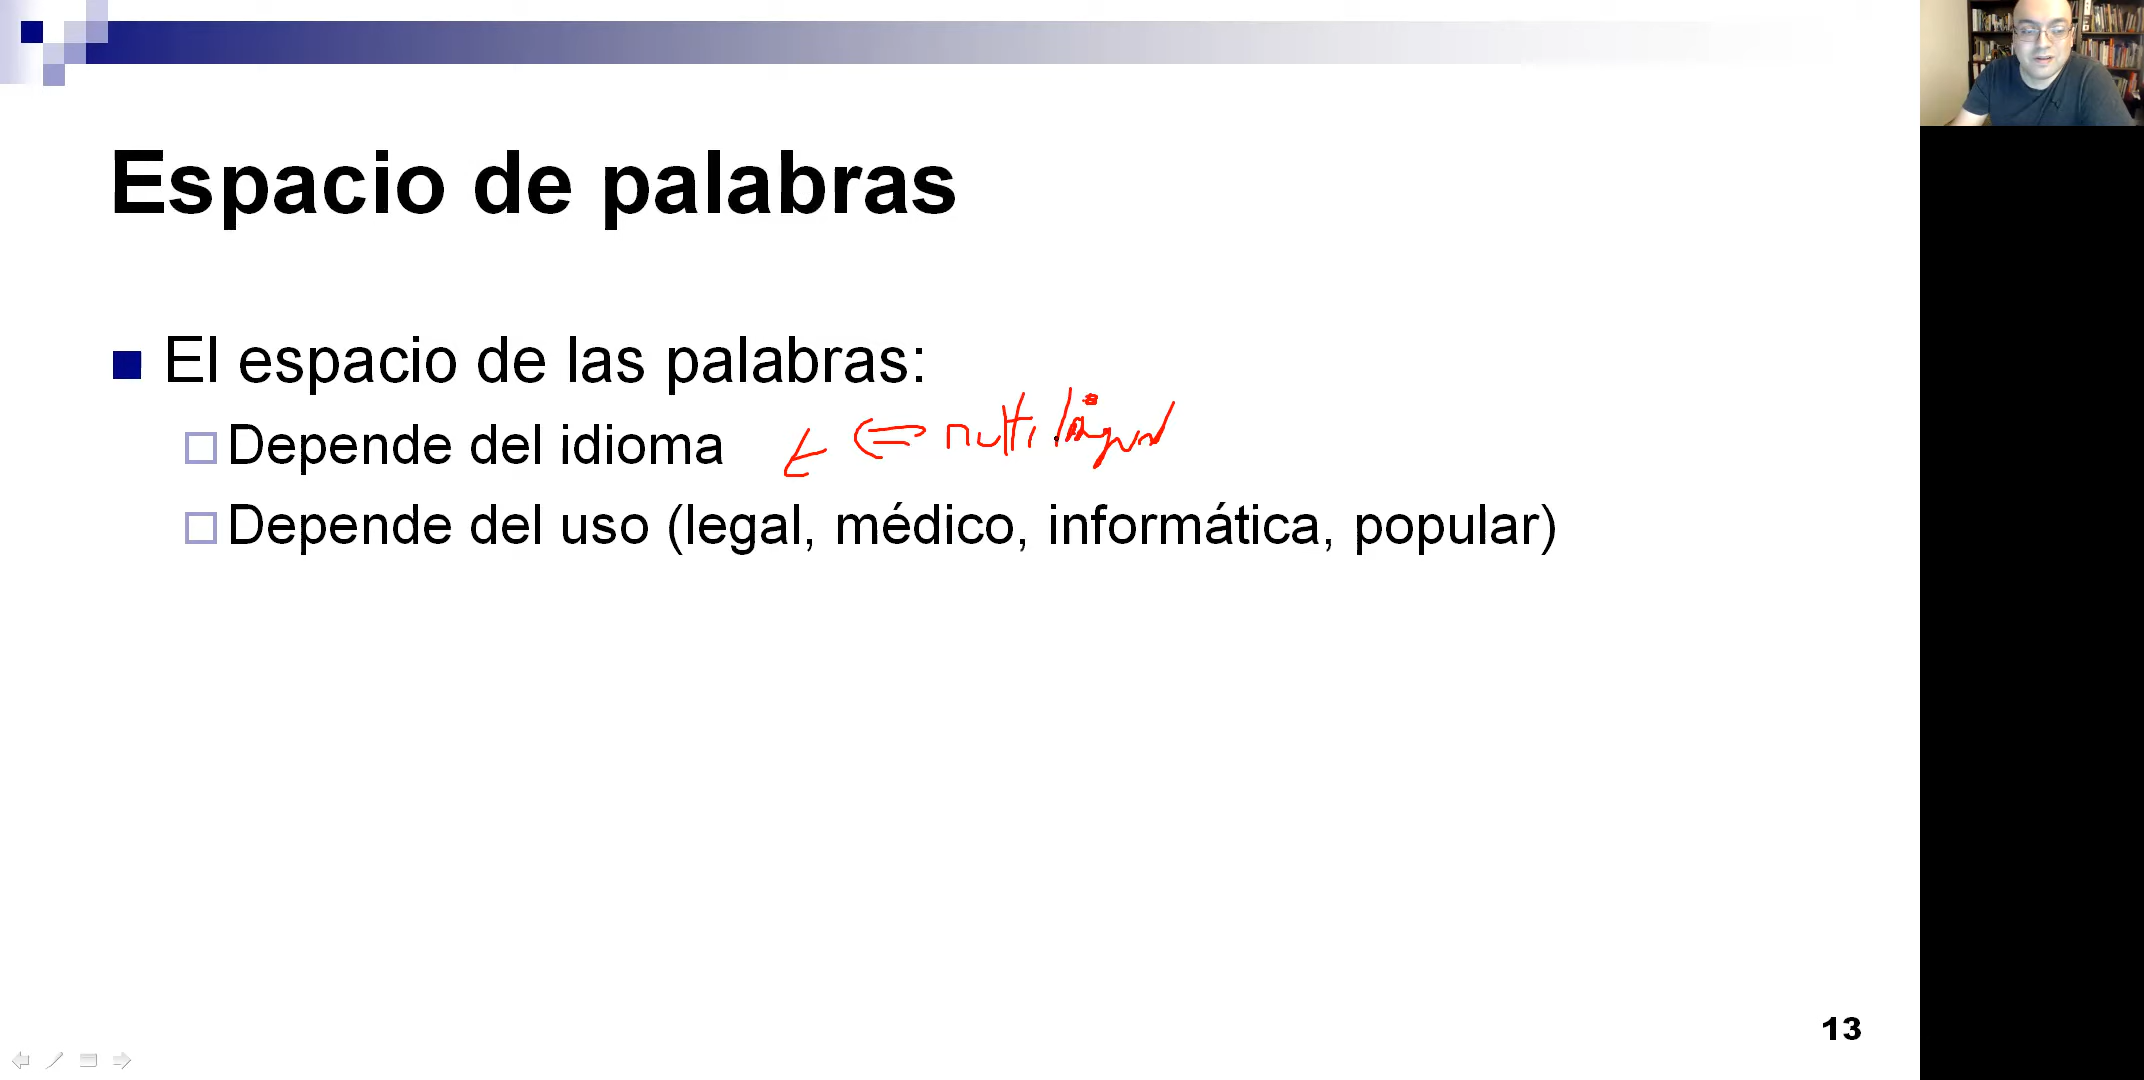 Espacio de palabras
El espacio de las palabras:
Depende del idioma multilingual
Depende del uso (legal, médico, informática, popular)
13